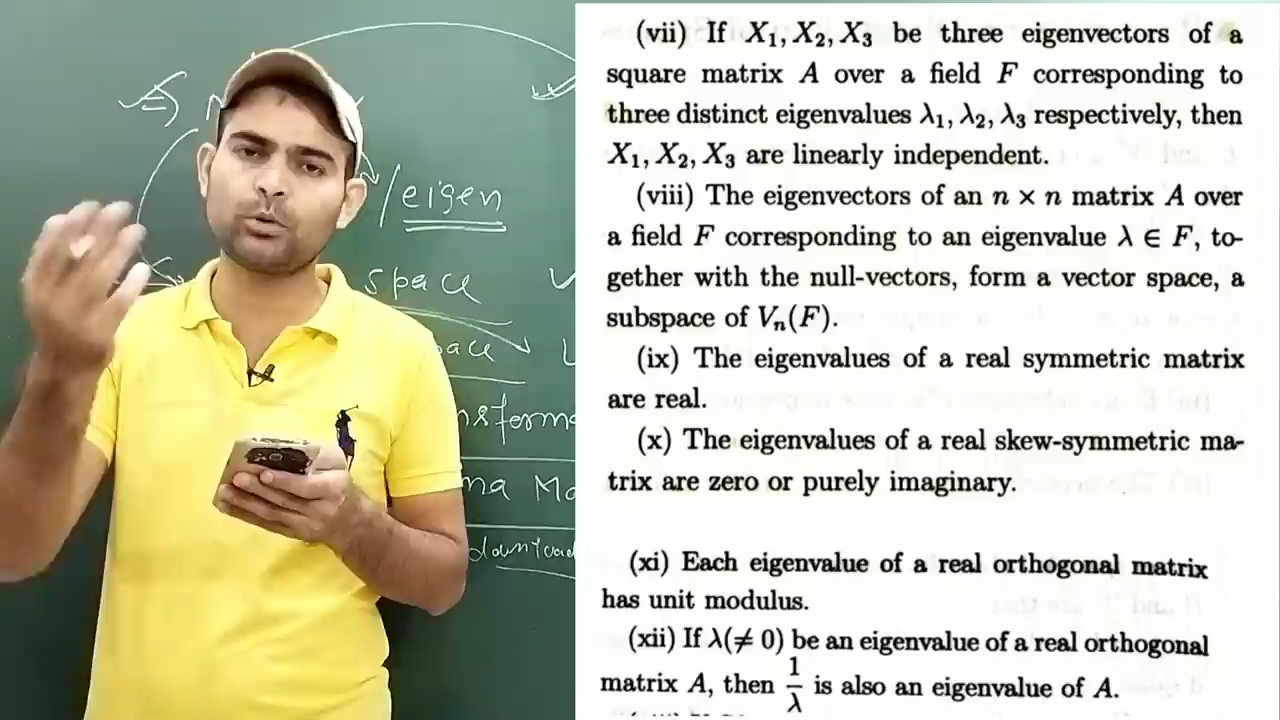 /eigen
space
(vii) If X₁, X₂, X₃ be three eigenvectors of a
square matrix A over a field F corresponding to
three distinct eigenvalues λ₁, λ₂, λ₃ respectively, then
X₁, X₂, X₃ are linearly independent.
(viii) The eigenvectors of an n × n matrix A over
a field F corresponding to an eigenvalue λ ∈ F, to-
gether with the null-vectors, form a vector space, a
subspace of Vₙ(F).
(ix) The eigenvalues of a real symmetric matrix
are real.
(x) The eigenvalues of a real skew-symmetric ma-
trix are zero or purely imaginary.
(xi) Each eigenvalue of a real orthogonal matrix
has unit modulus.
(xii) If λ(≠ 0) be an eigenvalue of a real orthogonal
matrix A, then 1/λ is also an eigenvalue of A.